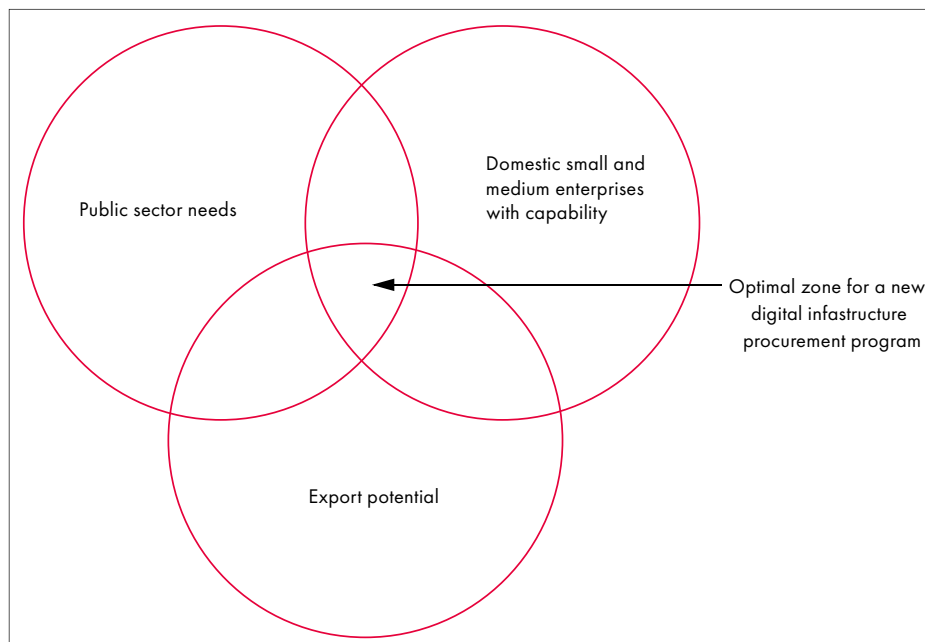 Public sector needs
Domestic small and
medium enterprises
with capability
Optimal zone for a new
digital infastructure
procurement program
Export potential